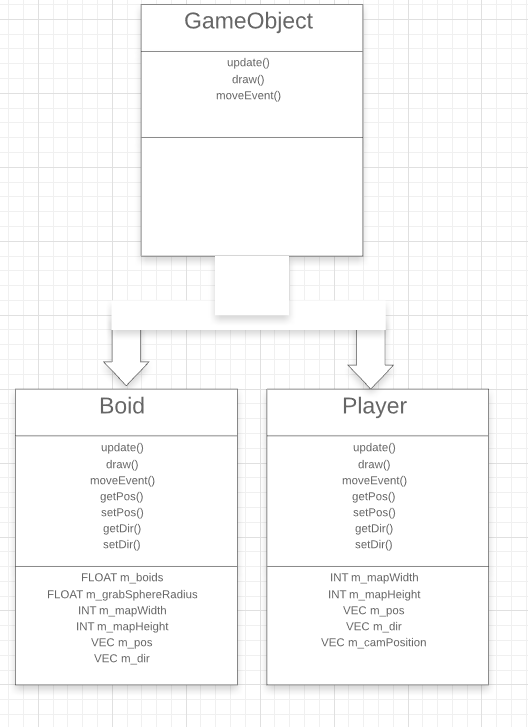 GameObject
update()
draw()
moveEvent()
Boid
update()
draw()
moveEvent()
getPos()
setPos()
getDir()
setDir()
FLOAT m_boids
FLOAT m_grabSphereRadius
INT m_mapWidth
INT m_mapHeight
VEC m_pos
VEC m_dir
Player
update()
draw()
moveEvent()
getPos()
setPos()
getDir()
setDir()
INT m_mapWidth
INT m_mapHeight
VEC m_pos
VEC m_dir
VEC m_camPosition